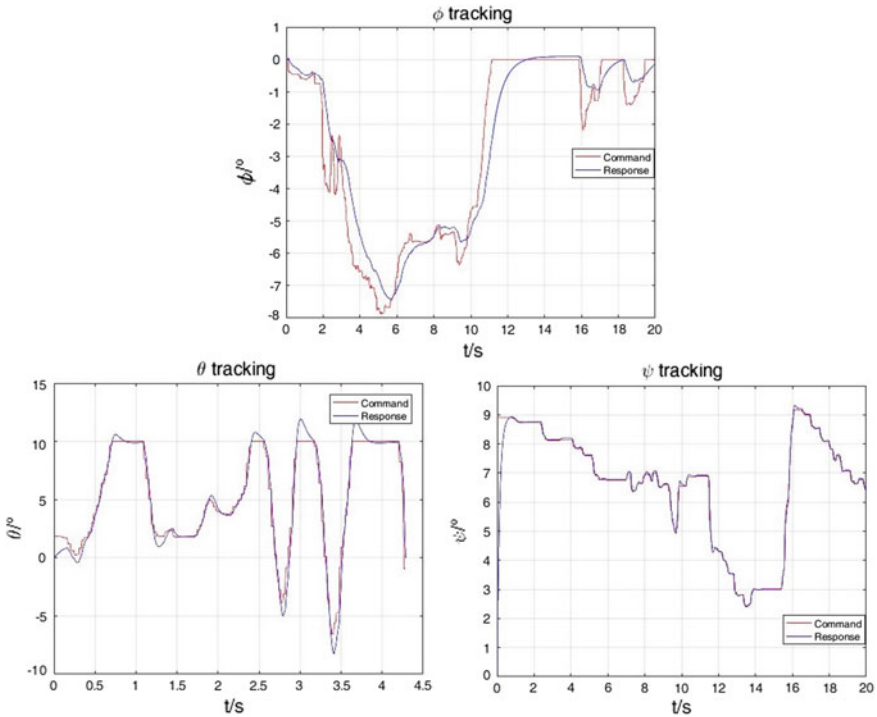 ϕ tracking
1
0
-1
-2
-3
-4
-5
-6
-7
-8
ϕ/°
Command
Response
0 2 4 6 8 10 12 14 16 18 20
t/s
θ tracking
15
10
5
0
-5
-10
θ/°
Command
Response
0 0.5 1 1.5 2 2.5 3 3.5 4 4.5
t/s
ψ tracking
10
9
8
7
6
5
4
3
2
1
0
ψ/°
Command
Response
0 2 4 6 8 10 12 14 16 18 20
t/s